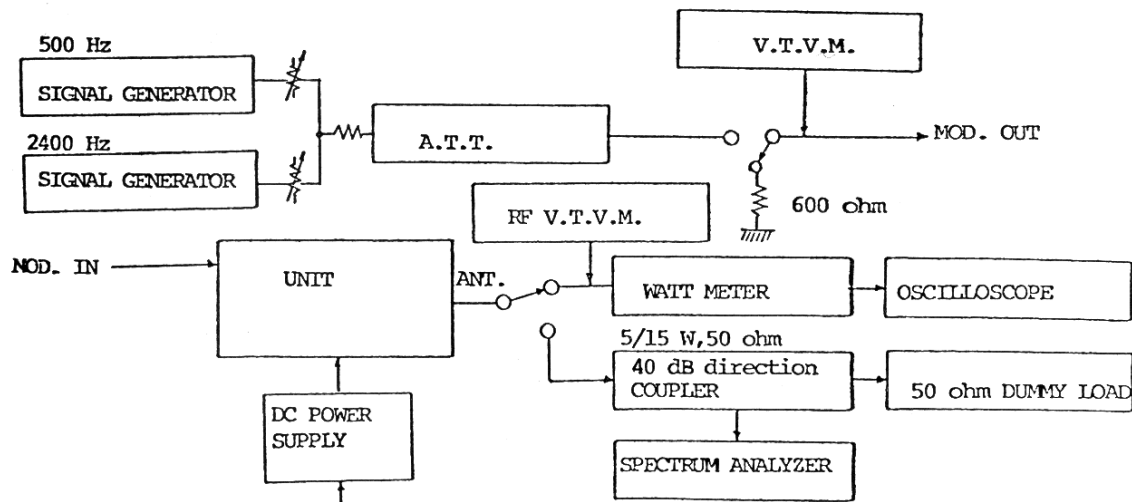 500 Hz
SIGNAL GENERATOR
2400 Hz
SIGNAL GENERATOR
A.T.T.
V.T.V.M.
MOD. OUT
600 ohm
RF V.T.V.M.
MOD. IN
UNIT
ANT.
WATT METER
OSCILLOSCOPE
5/15 W,50 ohm
40 dB direction
COUPLER
50 ohm DUMMY LOAD
DC POWER
SUPPLY
SPECTRUM ANALYZER